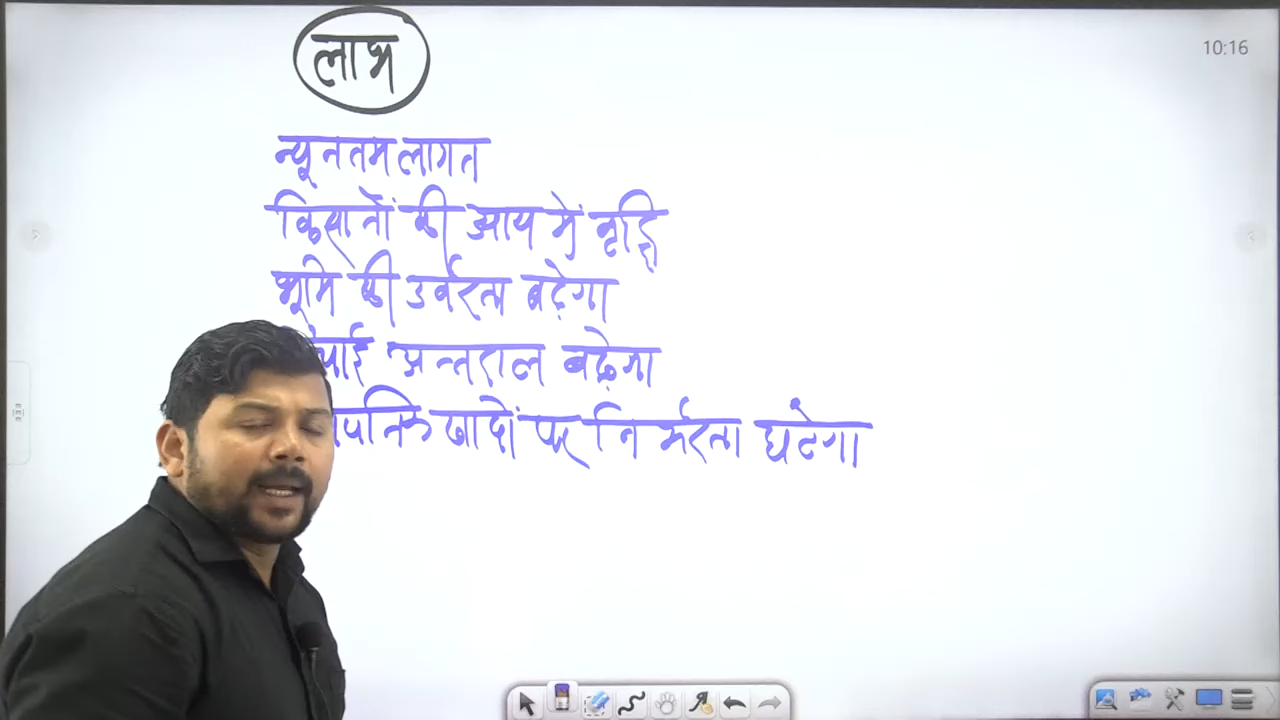 10:16
लाभ
न्यूनतम लागत
किसानों की आय में वृद्धि
भूमि की उर्वरता बढ़ेगा
अन्तराल बढ़ेगा
खादों पर निर्भरता घटेगा